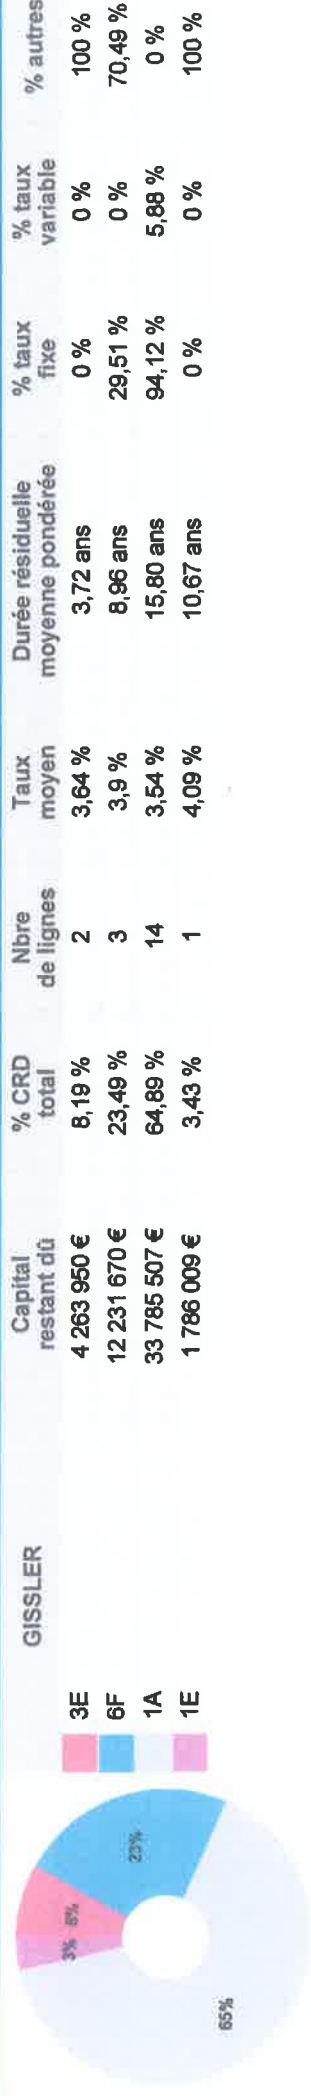 GISSLER Capital restant dû % CRD total Nbre de lignes Taux moyen Durée résiduelle moyenne pondérée % taux fixe % taux variable % autres
3E 4 263 950 € 8,19 % 2 3,64 % 3,72 ans 0 % 0 % 100 %
6F 12 231 670 € 23,49 % 3 3,9 % 8,96 ans 29,51 % 0 % 70,49 %
1A 33 785 507 € 64,89 % 14 3,54 % 15,80 ans 94,12 % 5,88 % 0 %
1E 1 786 009 € 3,43 % 1 4,09 % 10,67 ans 0 % 0 % 100 %
3% 8%
23%
65%